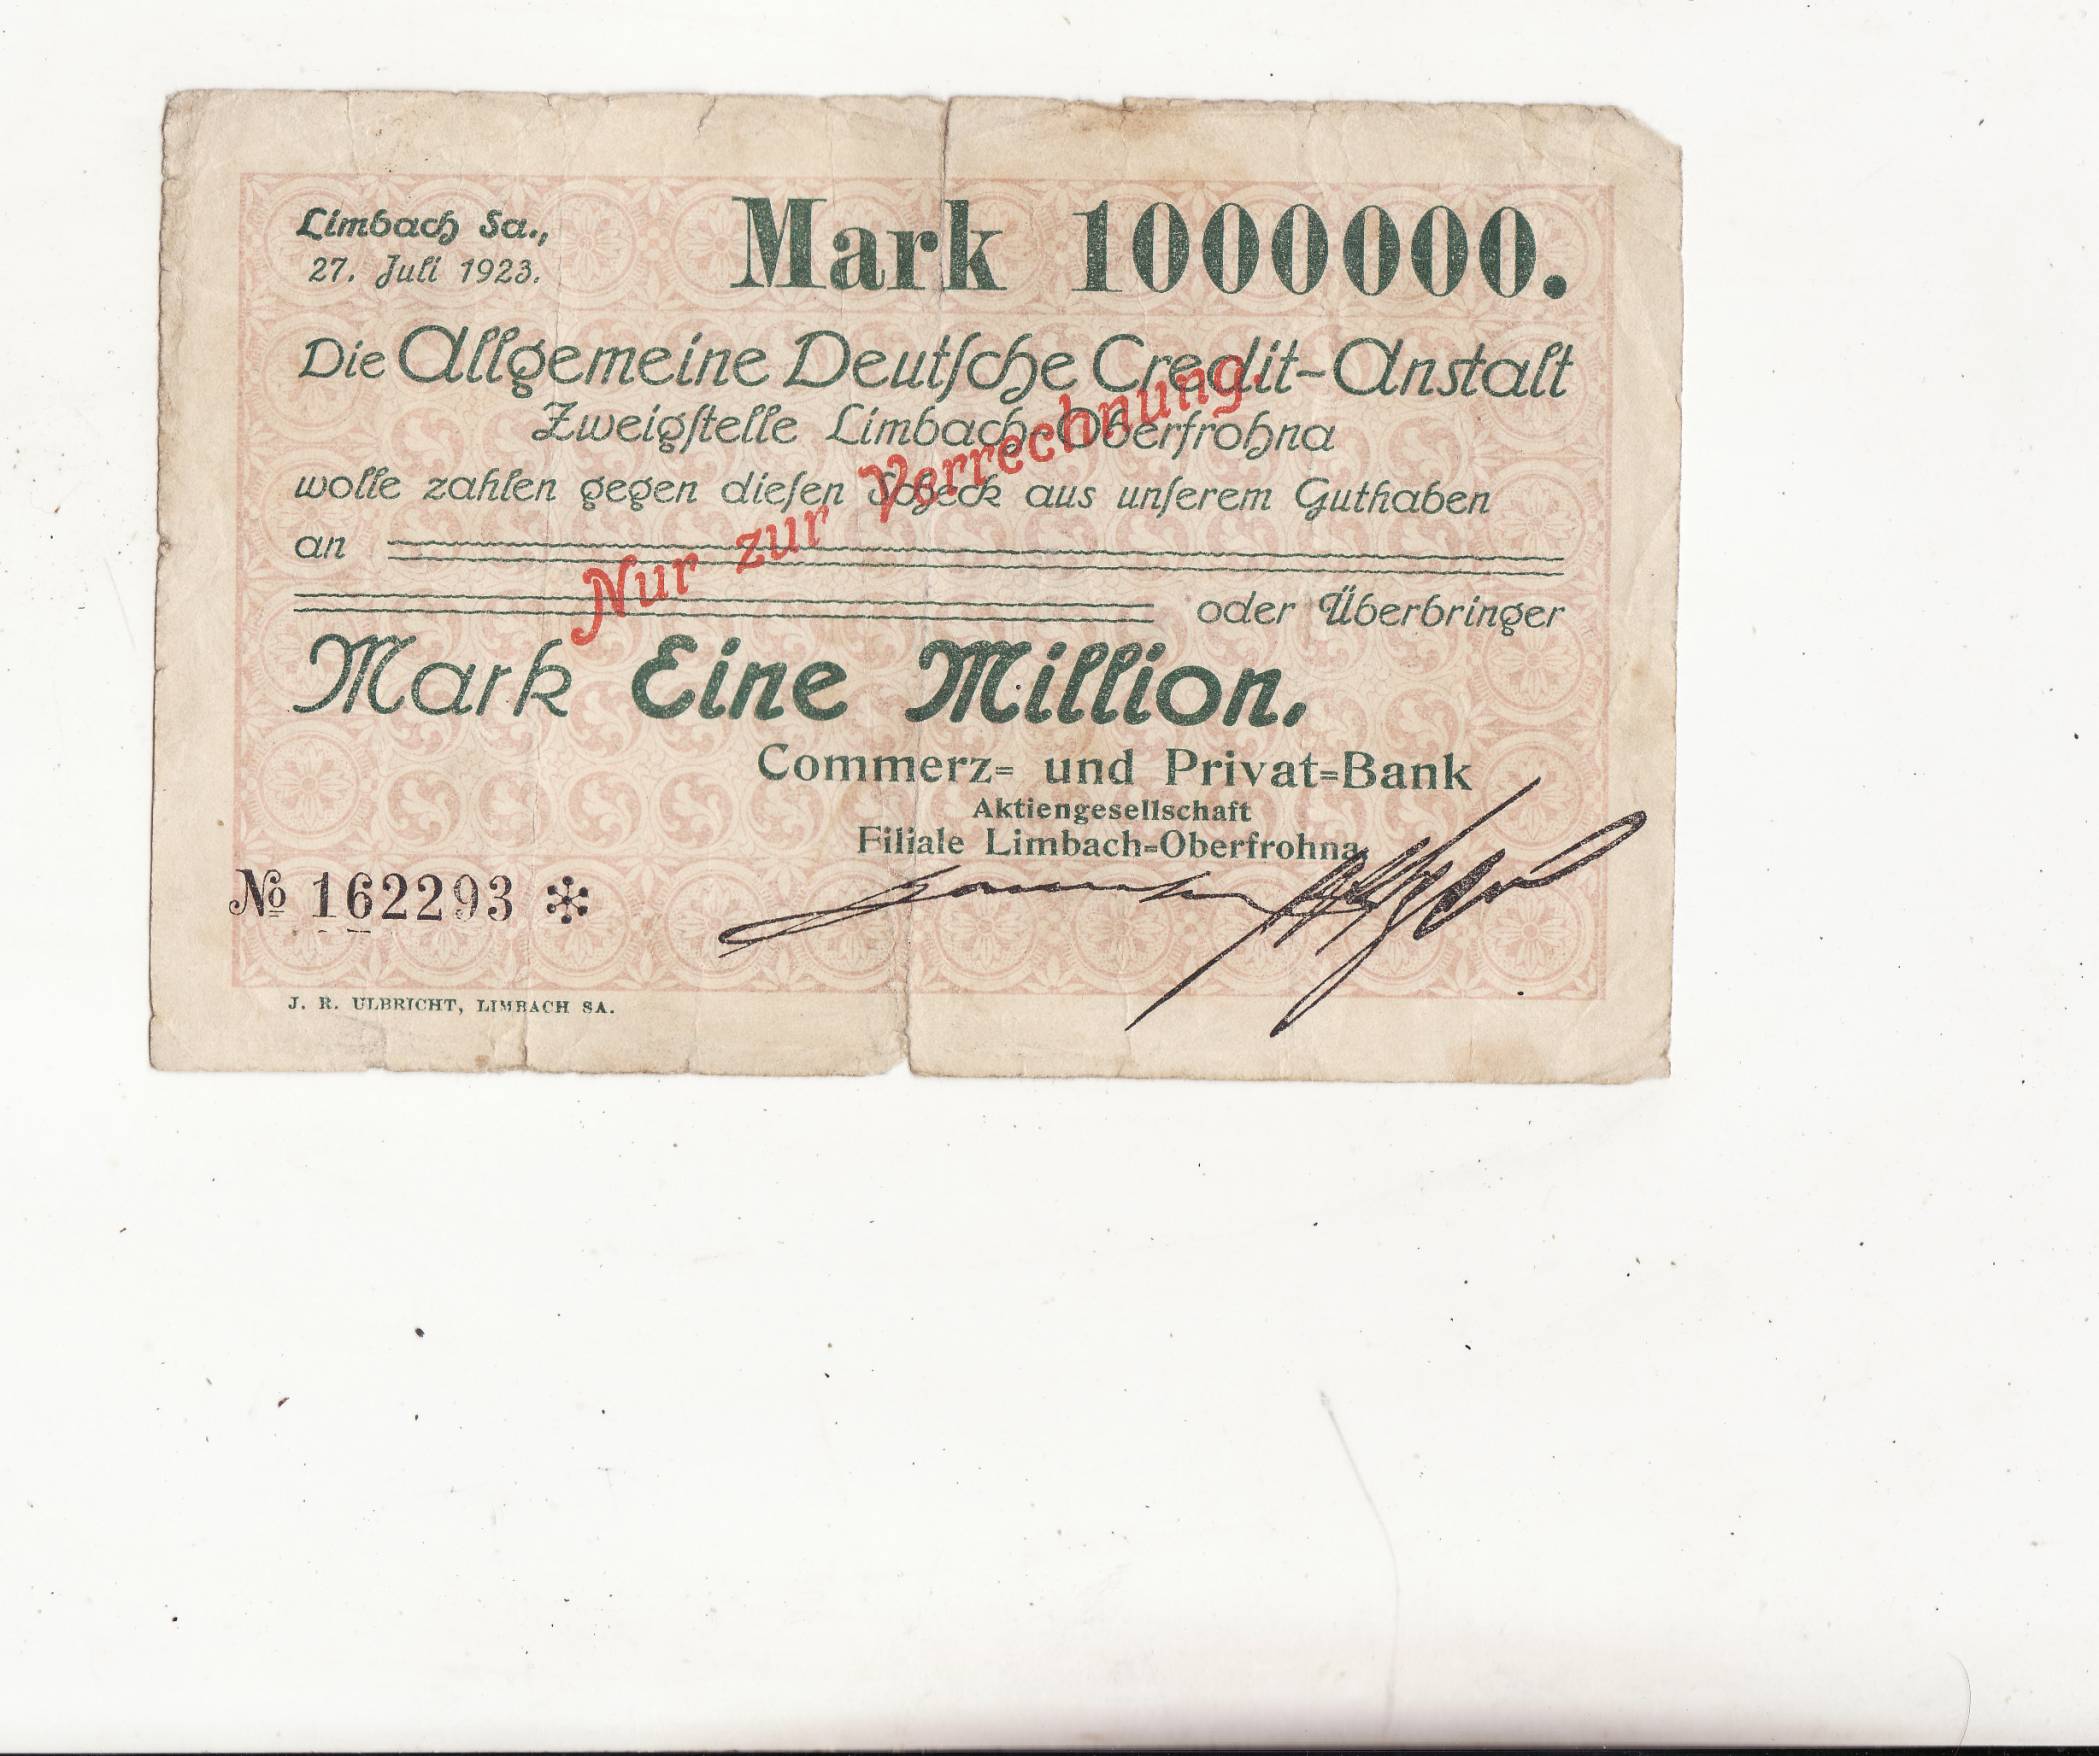 Limbach Sa.,
27. Juli 1923.
Mark 1000000.
Die Allgemeine Deutſche Credit-Anstalt
Zweigſtelle Limbach-Oberfrohna
wolle zahlen gegen dieſen Scheck aus unſerem Guthaben
an
oder Überbringer
Nur zur Verrechnung.
Mark Eine Million.
Commerz= und Privat=Bank
Aktiengesellschaft
Filiale Limbach=Oberfrohna.
№ 162293 *
J. R. ULBRICHT, LIMBACH SA.